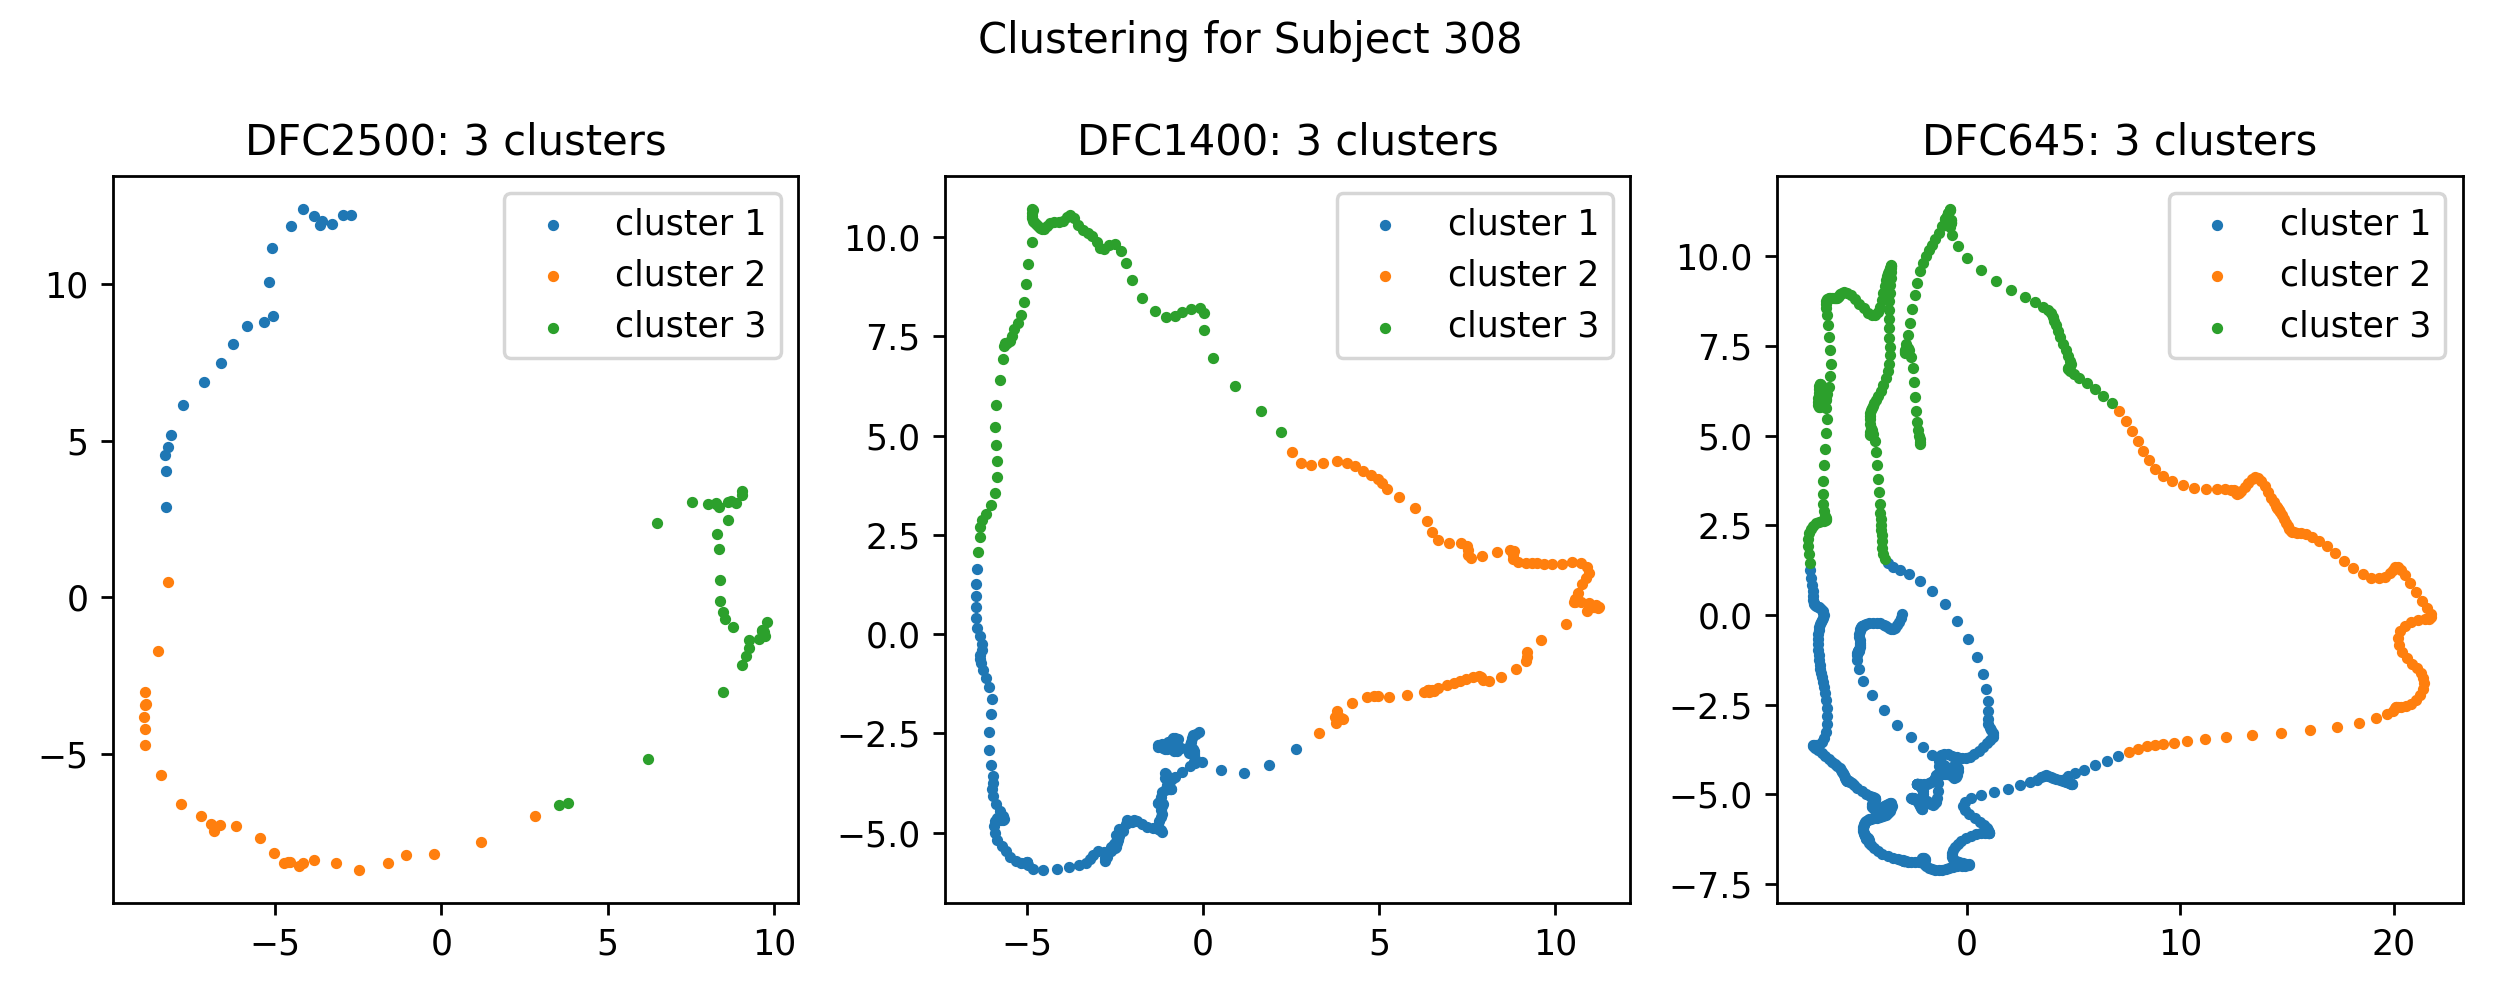 Clustering for Subject 308
DFC2500: 3 clusters
cluster 1
cluster 2
cluster 3
10
5
0
−5
−5
0
5
10
DFC1400: 3 clusters
cluster 1
cluster 2
cluster 3
10.0
7.5
5.0
2.5
0.0
−2.5
−5.0
−5
0
5
10
DFC645: 3 clusters
cluster 1
cluster 2
cluster 3
10.0
7.5
5.0
2.5
0.0
−2.5
−5.0
−7.5
0
10
20